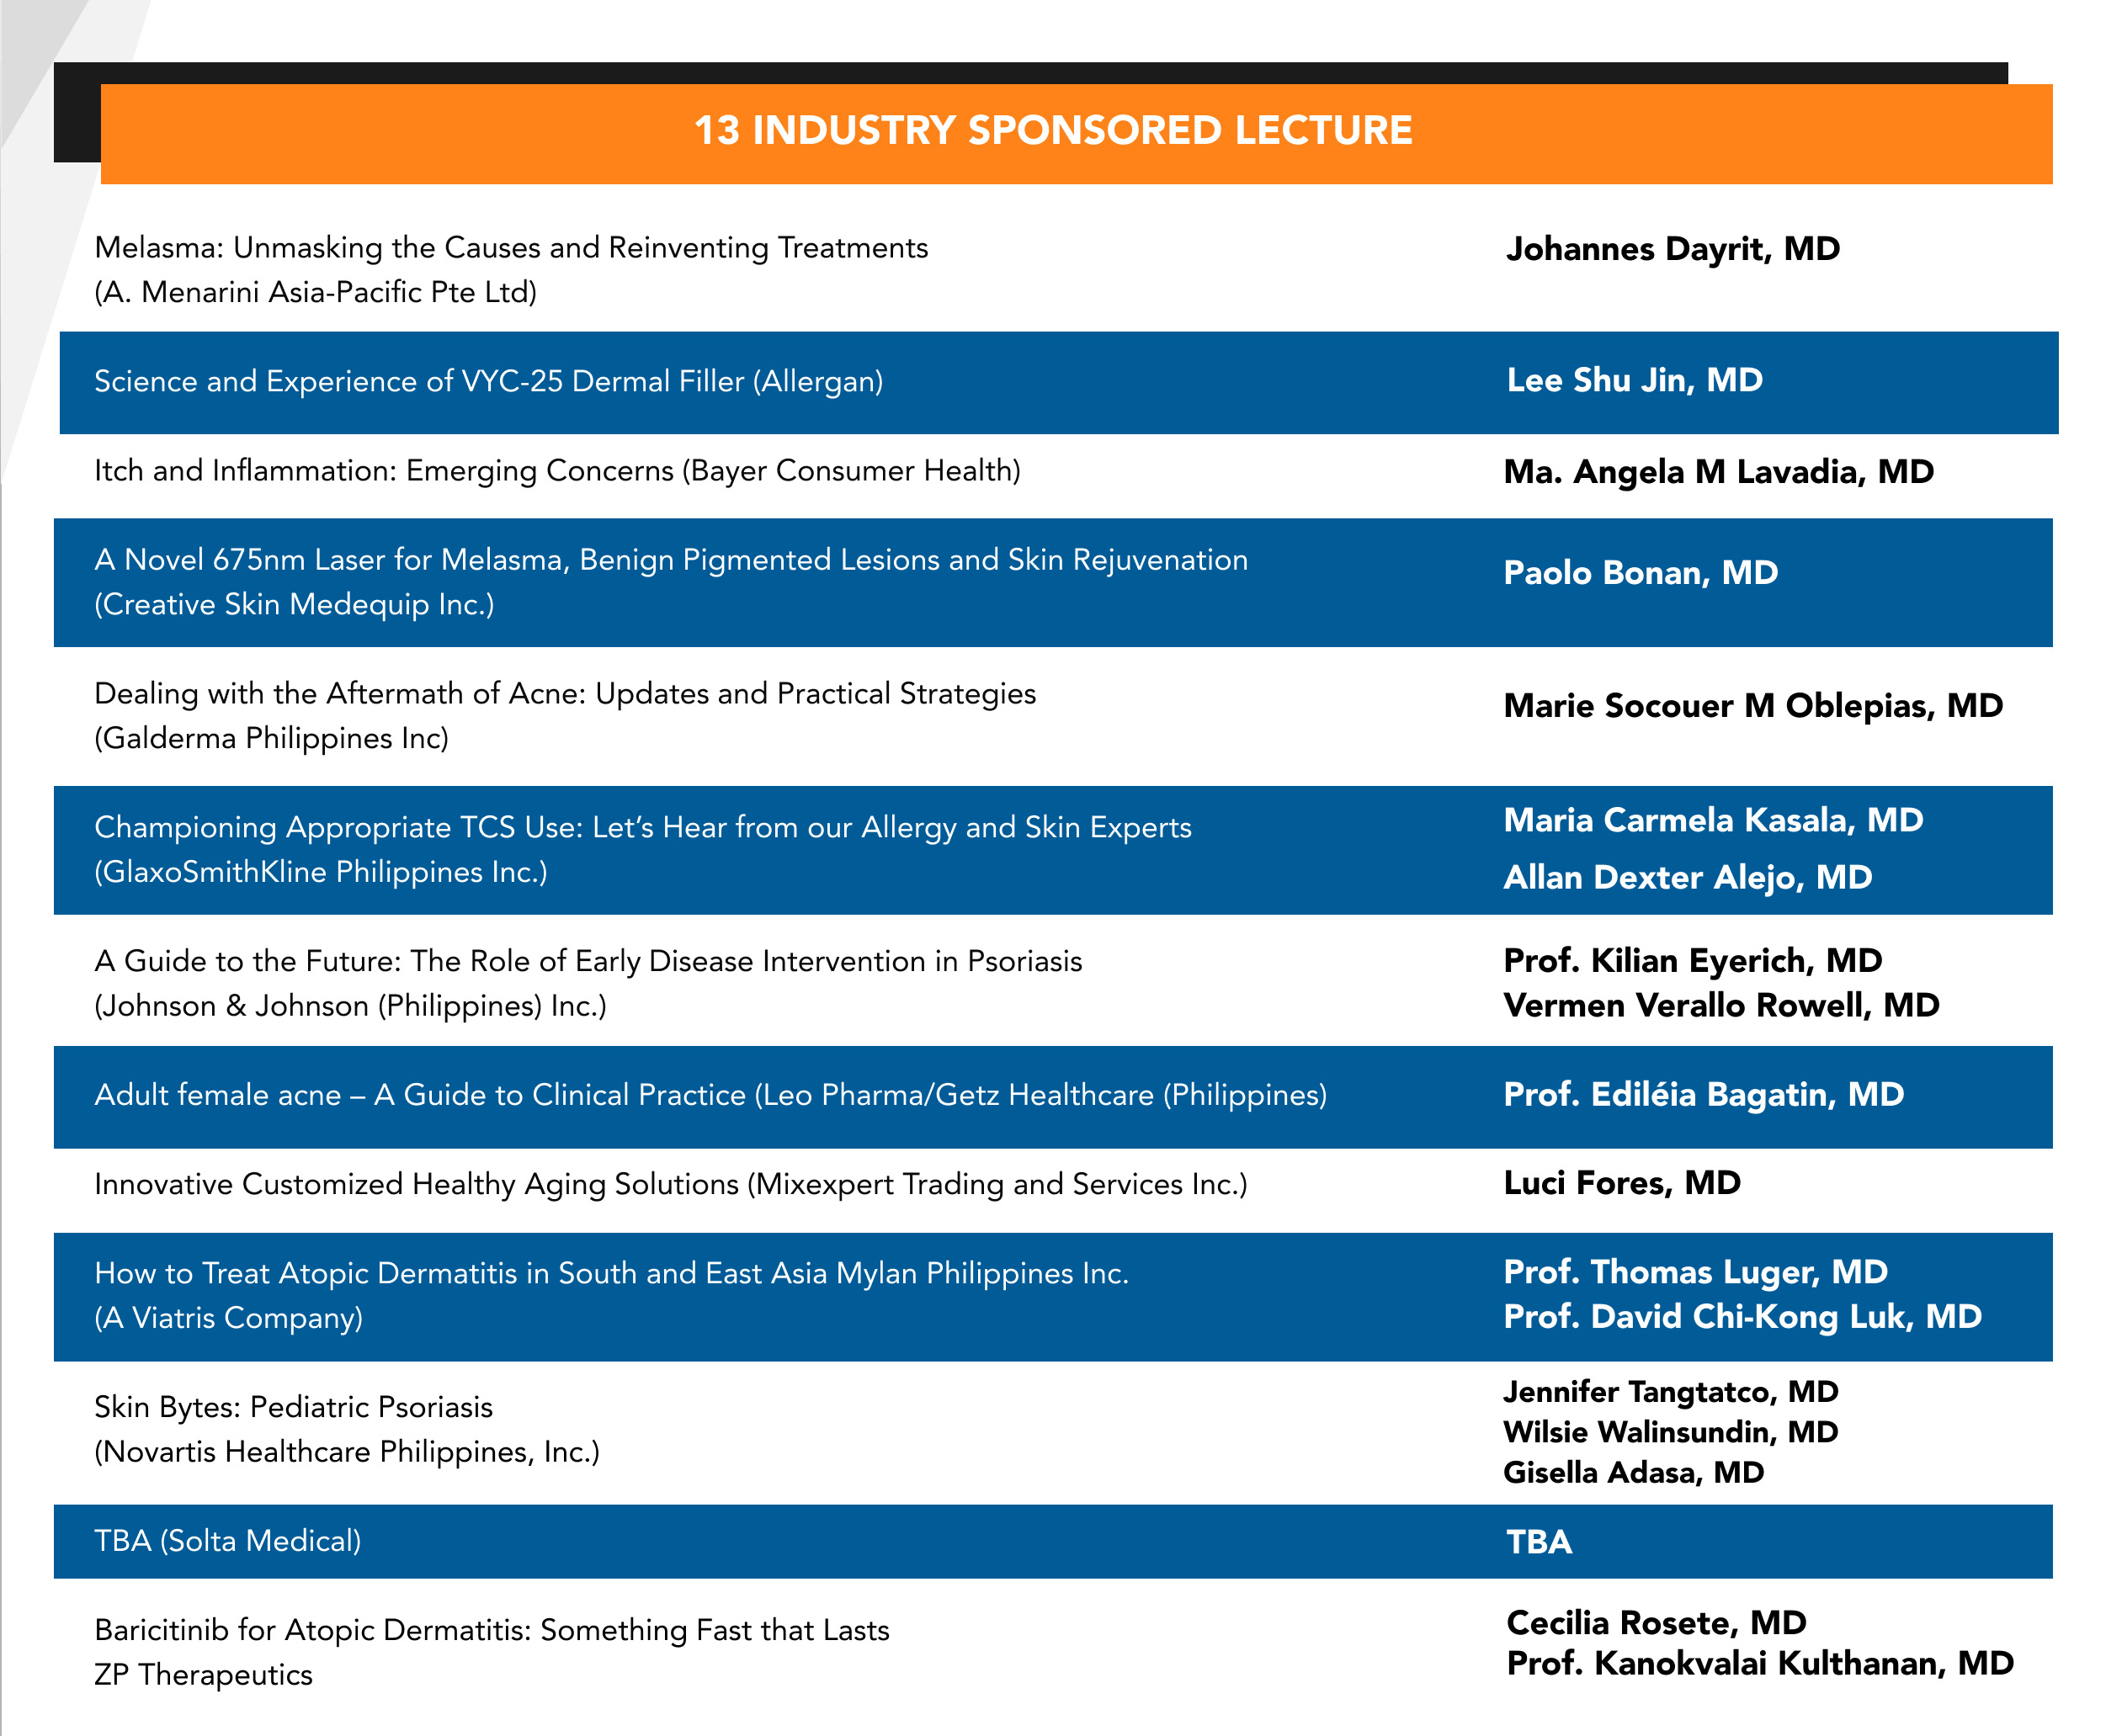 13 INDUSTRY SPONSORED LECTURE
Melasma: Unmasking the Causes and Reinventing Treatments
(A. Menarini Asia-Pacific Pte Ltd)
Johannes Dayrit, MD
Science and Experience of VYC-25 Dermal Filler (Allergan)
Lee Shu Jin, MD
Itch and Inflammation: Emerging Concerns (Bayer Consumer Health)
Ma. Angela M Lavadia, MD
A Novel 675nm Laser for Melasma, Benign Pigmented Lesions and Skin Rejuvenation
(Creative Skin Medequip Inc.)
Paolo Bonan, MD
Dealing with the Aftermath of Acne: Updates and Practical Strategies
(Galderma Philippines Inc)
Marie Socouer M Oblepias, MD
Championing Appropriate TCS Use: Let’s Hear from our Allergy and Skin Experts
(GlaxoSmithKline Philippines Inc.)
Maria Carmela Kasala, MD
Allan Dexter Alejo, MD
A Guide to the Future: The Role of Early Disease Intervention in Psoriasis
(Johnson & Johnson (Philippines) Inc.)
Prof. Kilian Eyerich, MD
Vermen Verallo Rowell, MD
Adult female acne – A Guide to Clinical Practice (Leo Pharma/Getz Healthcare (Philippines)
Prof. Ediléia Bagatin, MD
Innovative Customized Healthy Aging Solutions (Mixexpert Trading and Services Inc.)
Luci Fores, MD
How to Treat Atopic Dermatitis in South and East Asia Mylan Philippines Inc.
(A Viatris Company)
Prof. Thomas Luger, MD
Prof. David Chi-Kong Luk, MD
Skin Bytes: Pediatric Psoriasis
(Novartis Healthcare Philippines, Inc.)
Jennifer Tangtatco, MD
Wilsie Walinsundin, MD
Gisella Adasa, MD
TBA (Solta Medical)
TBA
Baricitinib for Atopic Dermatitis: Something Fast that Lasts
ZP Therapeutics
Cecilia Rosete, MD
Prof. Kanokvalai Kulthanan, MD